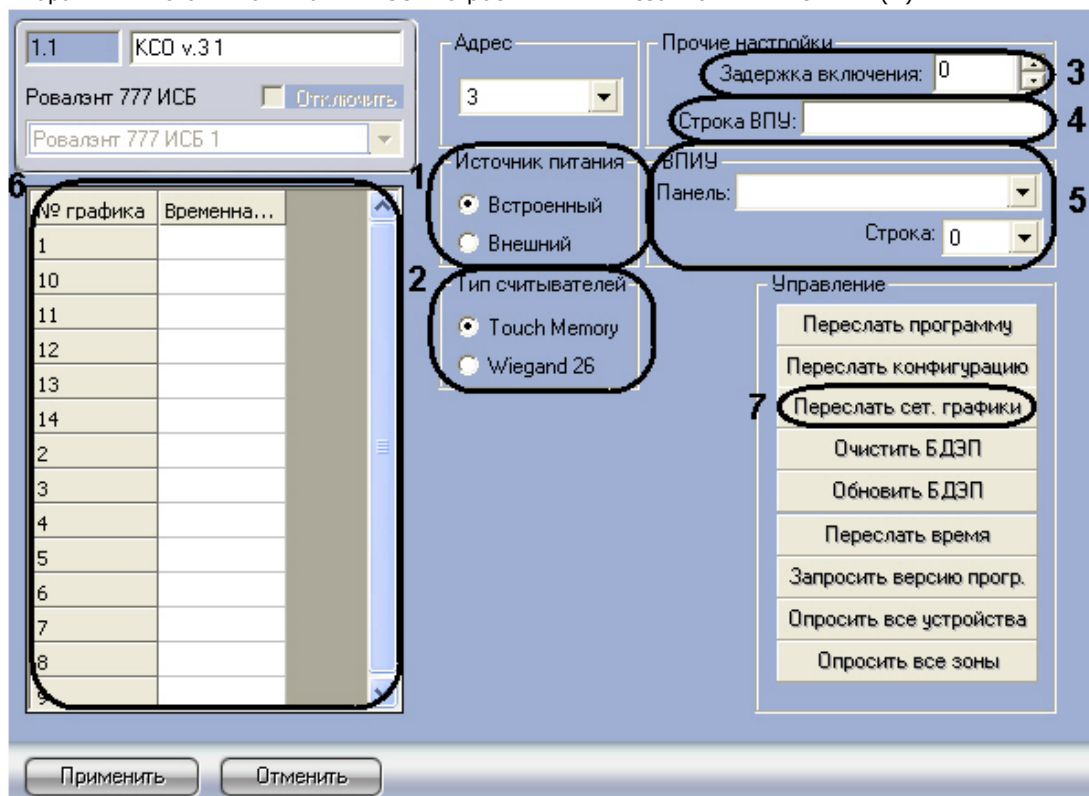 1.1 КСО v.3 1
Ровалэнт 777 ИСБ Отключить
Ровалэнт 777 ИСБ 1
Адрес
3
Прочие настройки
Задержка включения: 0
3
Строка ВПУ:
4
1
Источник питания
Встроенный
Внешний
ВПИУ
Панель:
Строка: 0
5
2
Тип считывателей
Touch Memory
Wiegand 26
6
№ графика Временна...
1
10
11
12
13
14
2
3
4
5
6
7
8
9
Управление
Переслать программу
Переслать конфигурацию
7 Переслать сет. графики
Очистить БДЭП
Обновить БДЭП
Переслать время
Запросить версию прогр.
Опросить все устройства
Опросить все зоны
Применить Отменить